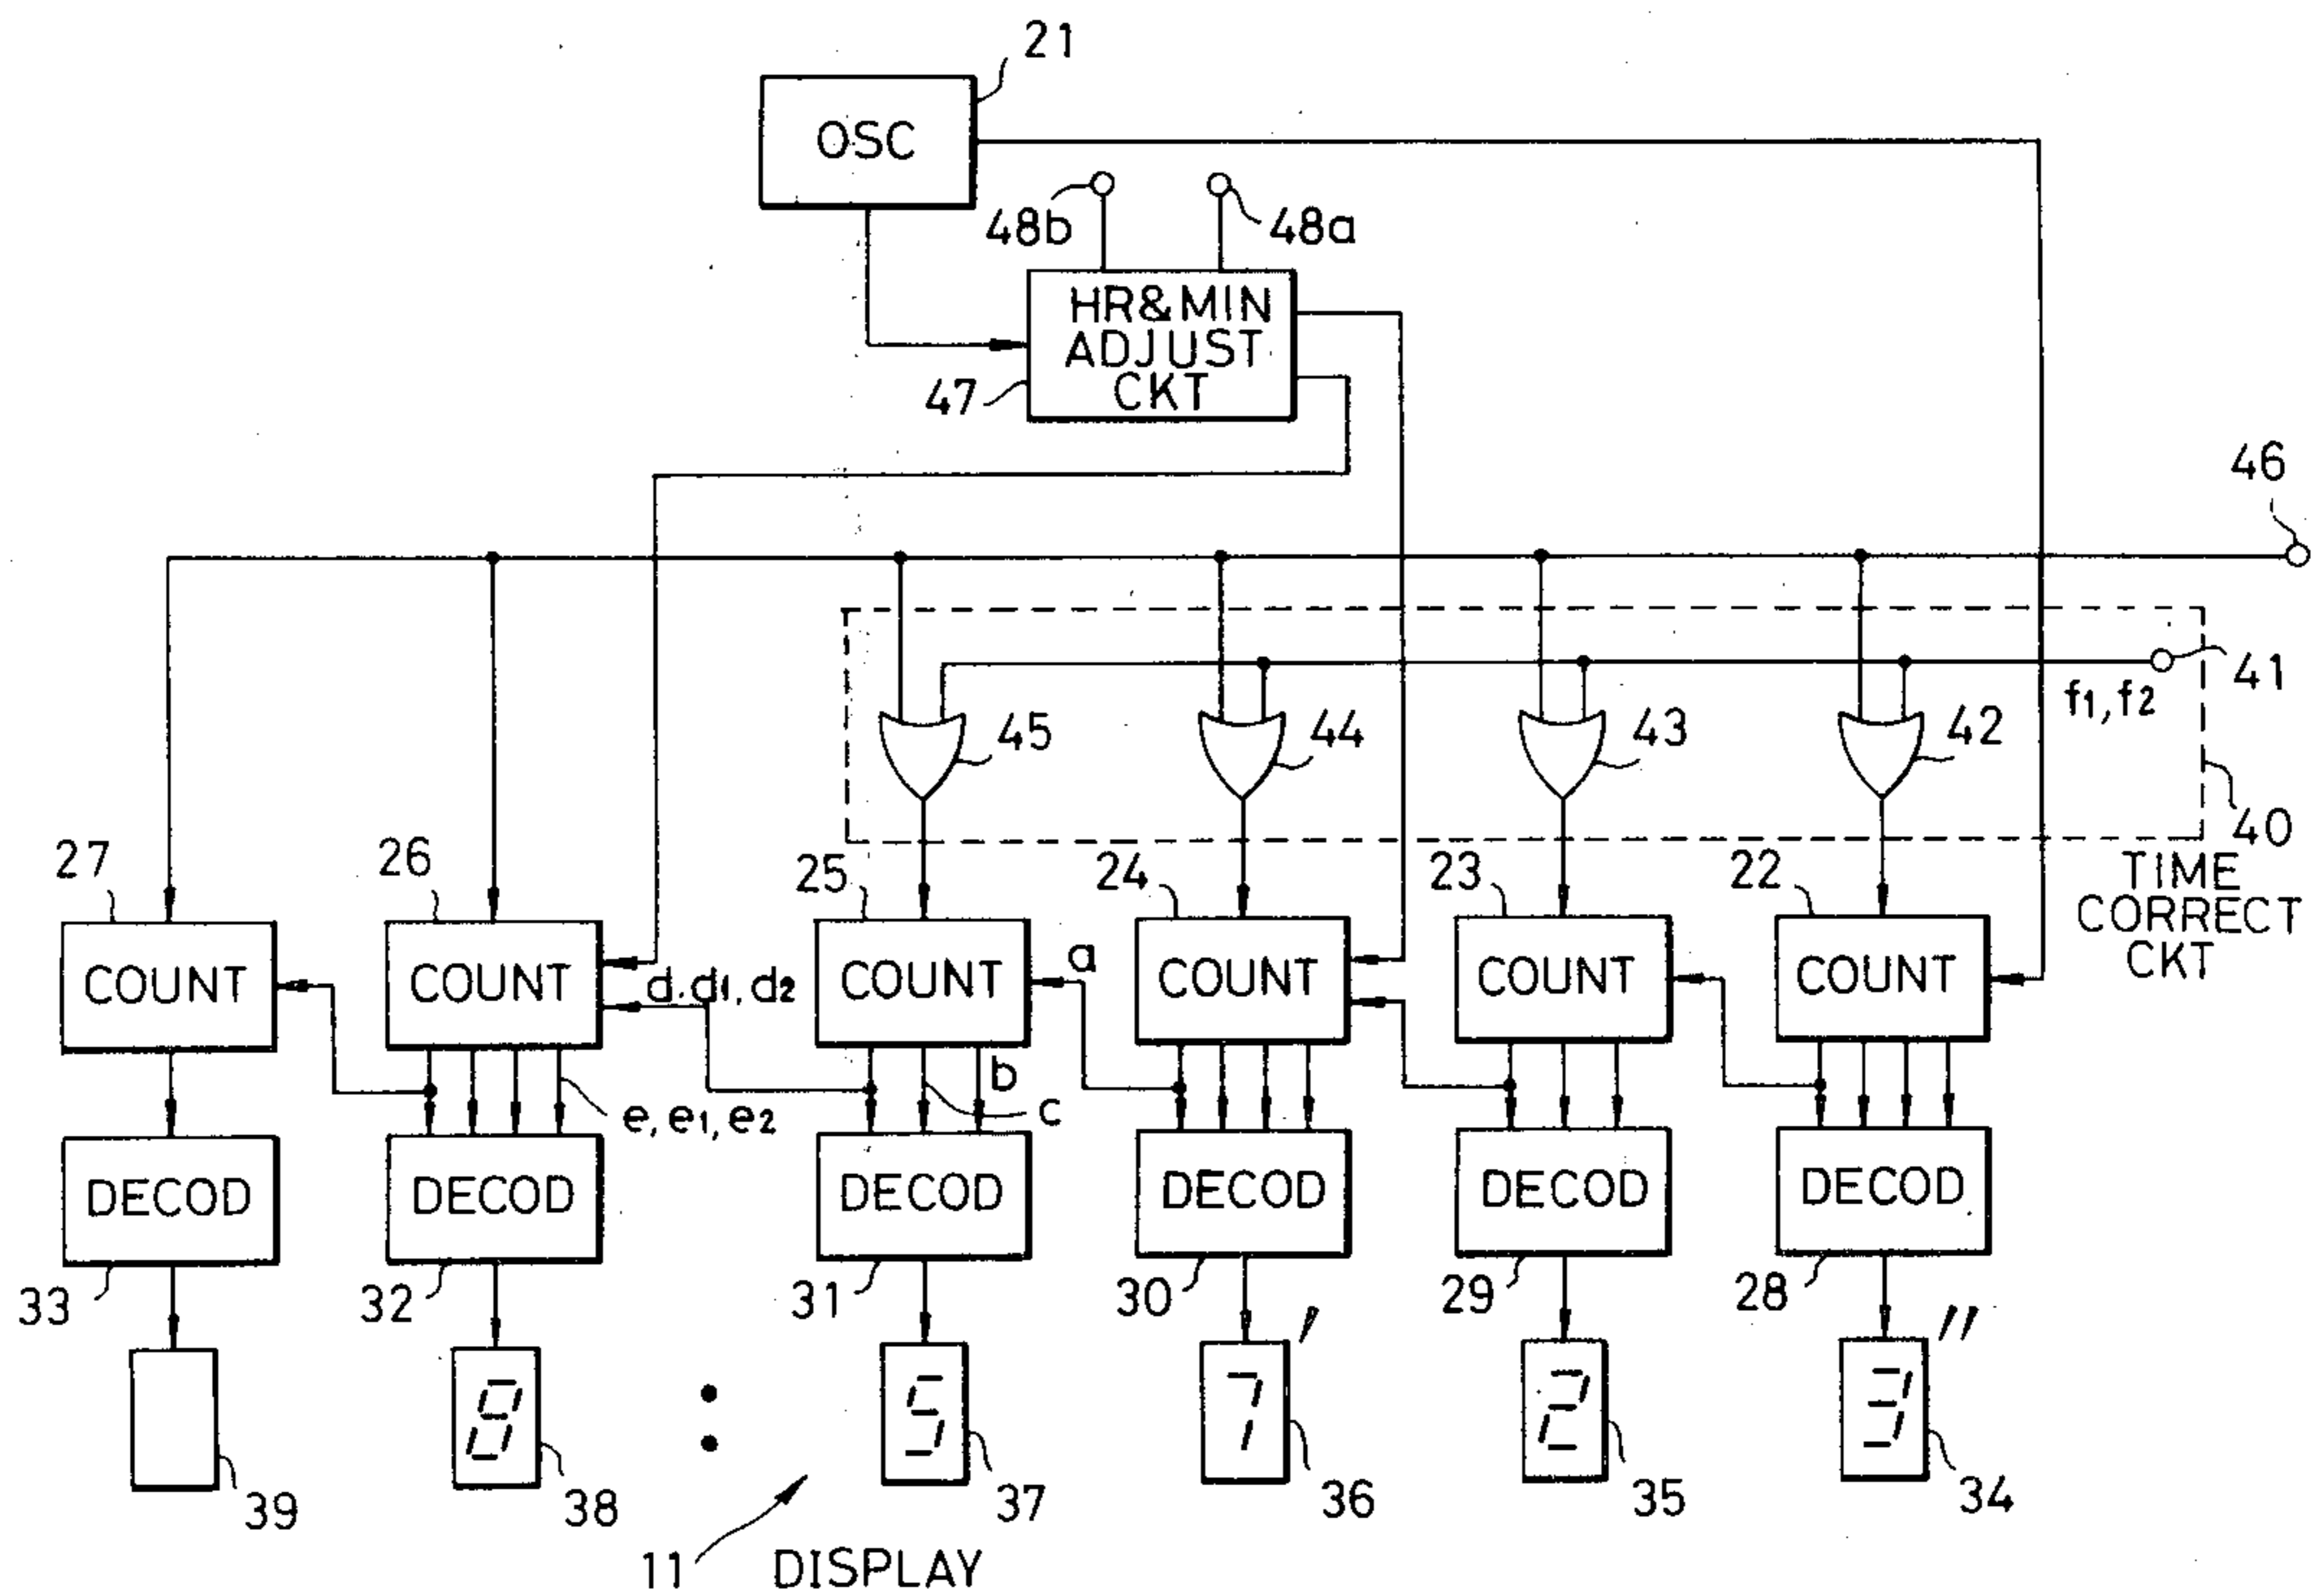 21
OSC
48b
48a
HR&MIN
ADJUST
CKT
47
46
41
f1, f2
45
44
43
42
40
TIME
CORRECT
CKT
27
26
25
24
23
22
COUNT
COUNT
COUNT
COUNT
COUNT
COUNT
d, d1, d2
a
b
c
e, e1, e2
DECOD
DECOD
DECOD
DECOD
DECOD
DECOD
33
32
31
30
29
28
8
:
5
7
'
2
3
"
39
38
37
36
35
34
11
DISPLAY